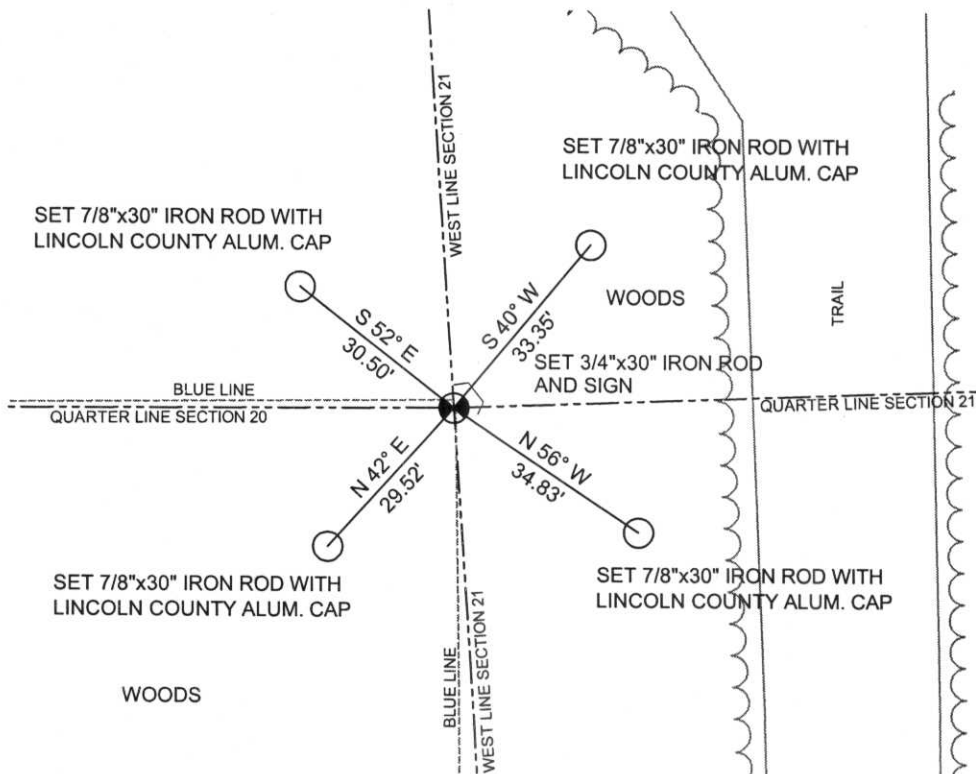 WEST LINE SECTION 21
SET 7/8"x30" IRON ROD WITH
LINCOLN COUNTY ALUM. CAP
SET 7/8"x30" IRON ROD WITH
LINCOLN COUNTY ALUM. CAP
S 52° E
30.50'
S 40° W
33.35'
WOODS
TRAIL
SET 3/4"x30" IRON ROD
AND SIGN
BLUE LINE
QUARTER LINE SECTION 20
QUARTER LINE SECTION 21
N 42° E
29.52'
N 56° W
34.83'
SET 7/8"x30" IRON ROD WITH
LINCOLN COUNTY ALUM. CAP
SET 7/8"x30" IRON ROD WITH
LINCOLN COUNTY ALUM. CAP
WOODS
BLUE LINE
WEST LINE SECTION 21